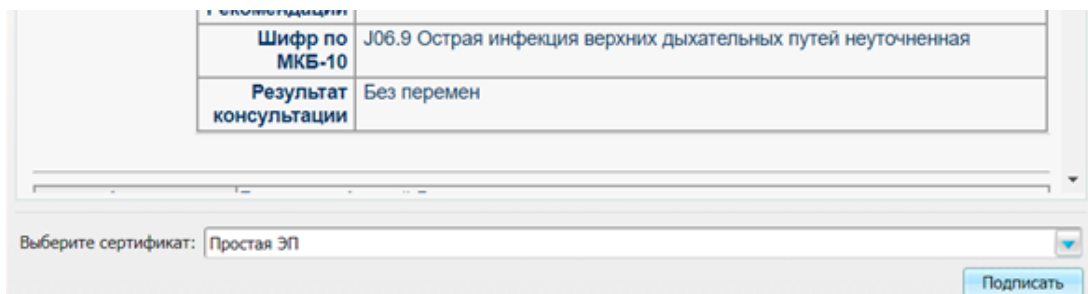 Рекомендации
Шифр по МКБ-10 J06.9 Острая инфекция верхних дыхательных путей неуточненная
Результат консультации Без перемен
Выберите сертификат: Простая ЭП
Подписать